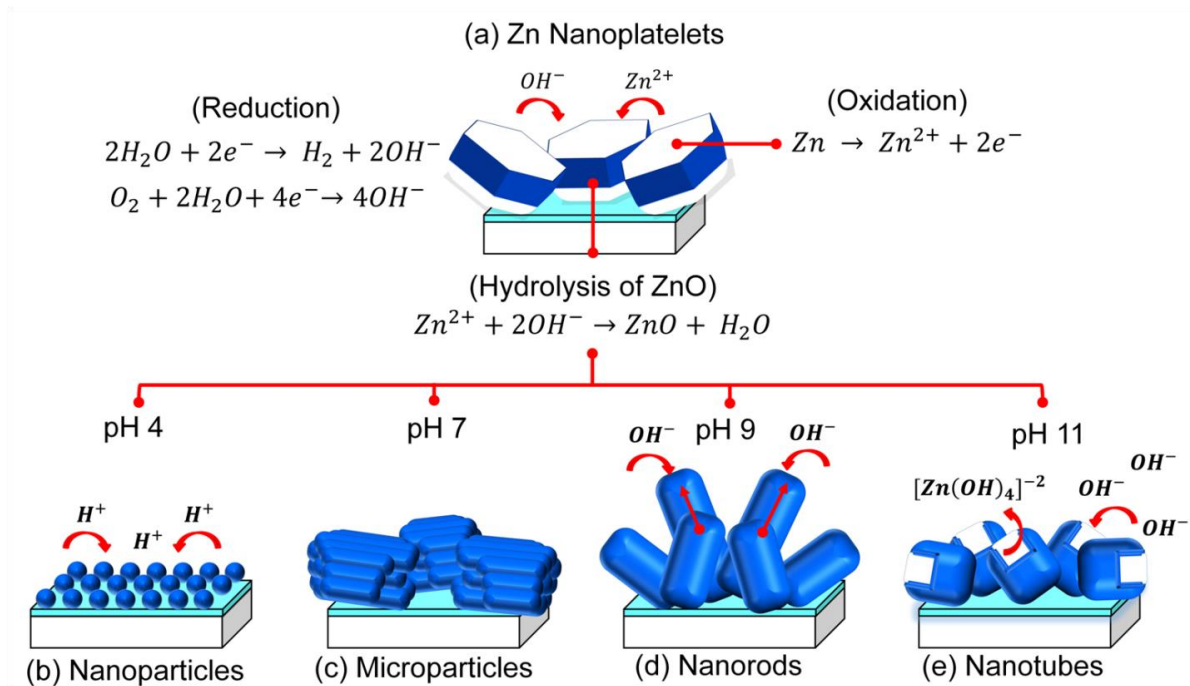 (a) Zn Nanoplatelets
OH⁻
Zn²⁺
(Reduction)
2H₂O + 2e⁻ → H₂ + 2OH⁻
O₂ + 2H₂O + 4e⁻ → 4OH⁻
(Oxidation)
Zn → Zn²⁺ + 2e⁻
(Hydrolysis of ZnO)
Zn²⁺ + 2OH⁻ → ZnO + H₂O
pH 4
H⁺
H⁺
H⁺
(b) Nanoparticles
pH 7
(c) Microparticles
pH 9
OH⁻
OH⁻
(d) Nanorods
pH 11
[Zn(OH)₄]⁻²
OH⁻
OH⁻
OH⁻
(e) Nanotubes